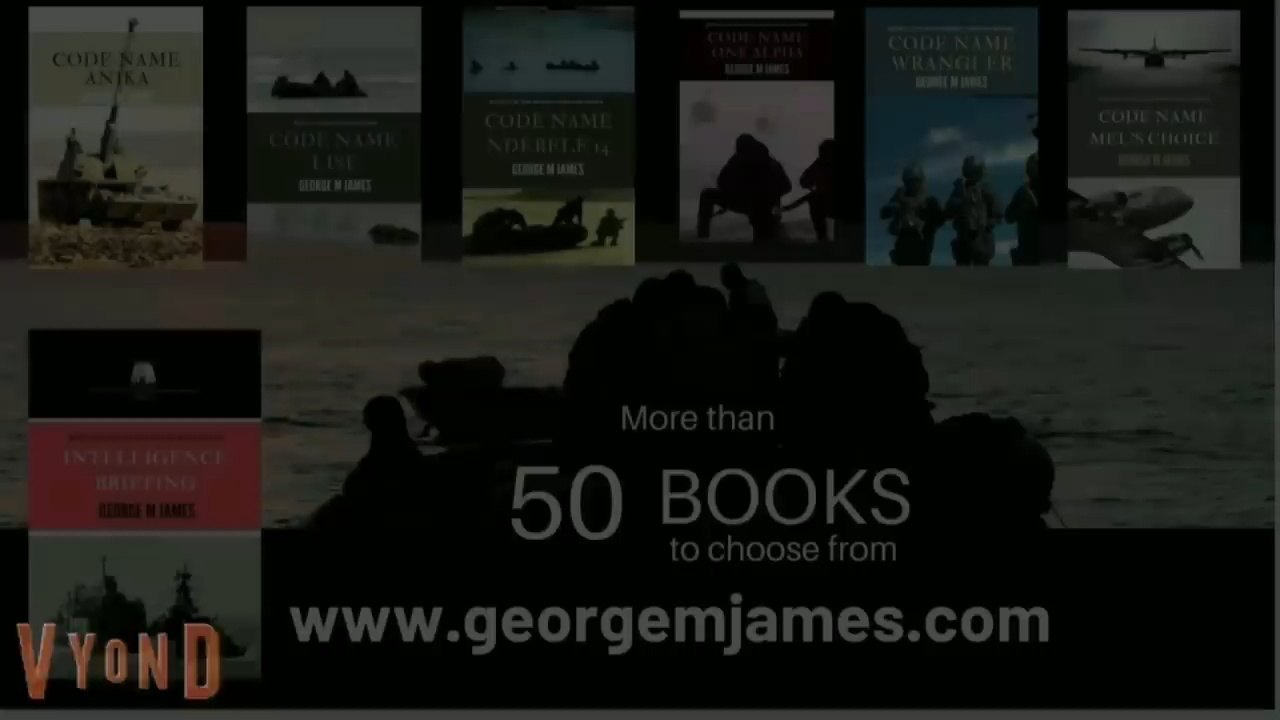 CODE NAME
ANIKA
CODE NAME
GEORGE M JAMES
CODE NAME
NDEBELE 14
GEORGE M JAMES
CODE NAME
ONE ALPHA
GEORGE M JAMES
CODE NAME
WRANGLER
GEORGE M JAMES
CODE NAME
MEL'S CHOICE
GEORGE M JAMES
INTELLIGENCE
BRIEFING
GEORGE M JAMES
More than
50 BOOKS
to choose from
www.georgemjames.com
VYOND